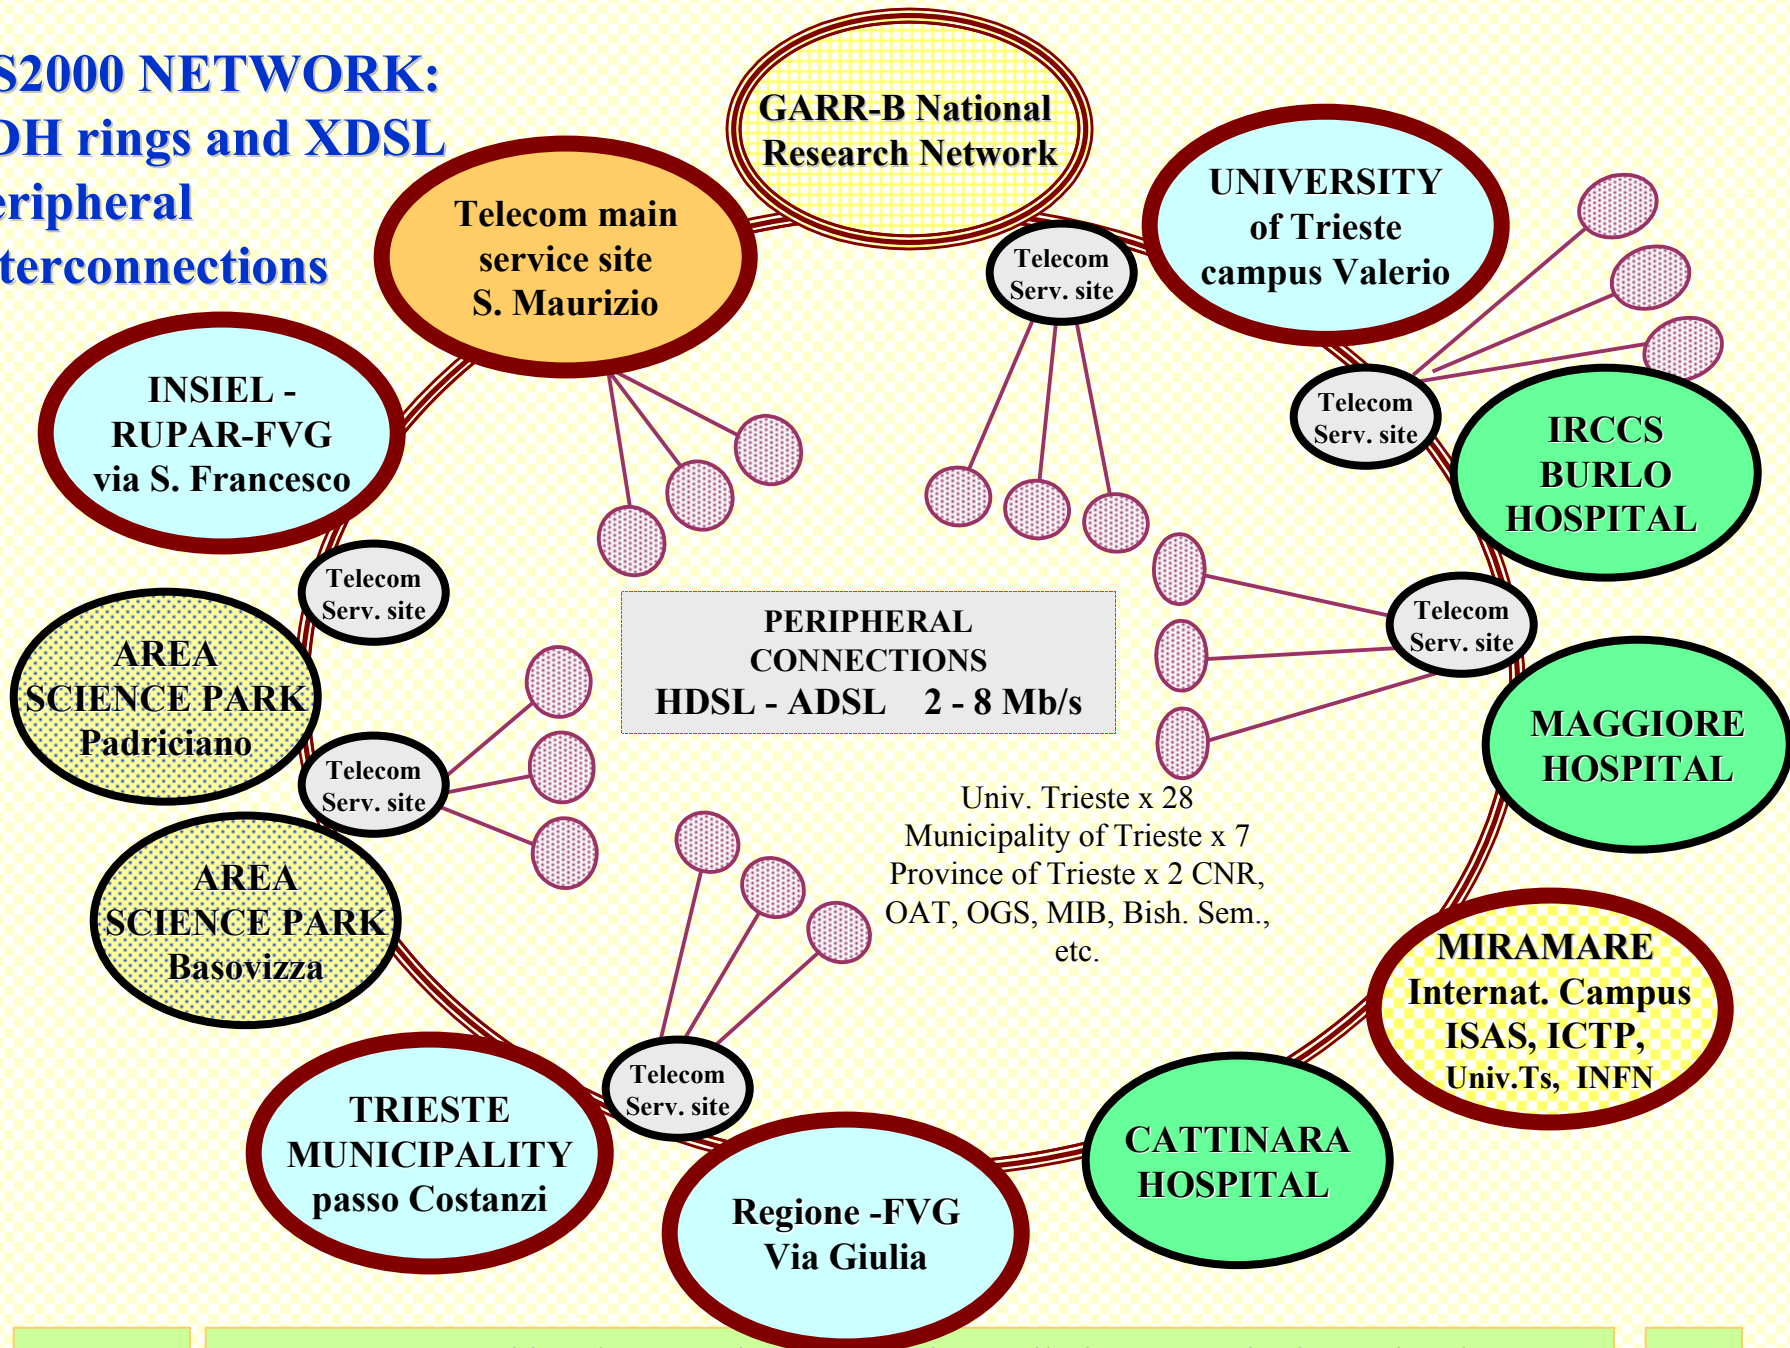 S2000 NETWORK:
DH rings and XDSL
eripheral
terconnections
GARR-B National
Research Network
Telecom main
service site
S. Maurizio
UNIVERSITY
of Trieste
campus Valerio
Telecom
Serv. site
INSIEL -
RUPAR-FVG
via S. Francesco
Telecom
Serv. site
IRCCS
BURLO
HOSPITAL
Telecom
Serv. site
Telecom
Serv. site
PERIPHERAL
CONNECTIONS
HDSL - ADSL 2 - 8 Mb/s
AREA
SCIENCE PARK
Padriciano
MAGGIORE
HOSPITAL
Telecom
Serv. site
Univ. Trieste x 28
Municipality of Trieste x 7
Province of Trieste x 2 CNR,
OAT, OGS, MIB, Bish. Sem.,
etc.
AREA
SCIENCE PARK
Basovizza
MIRAMARE
Internat. Campus
ISAS, ICTP,
Univ.Ts, INFN
Telecom
Serv. site
TRIESTE
MUNICIPALITY
passo Costanzi
CATTINARA
HOSPITAL
Regione -FVG
Via Giulia